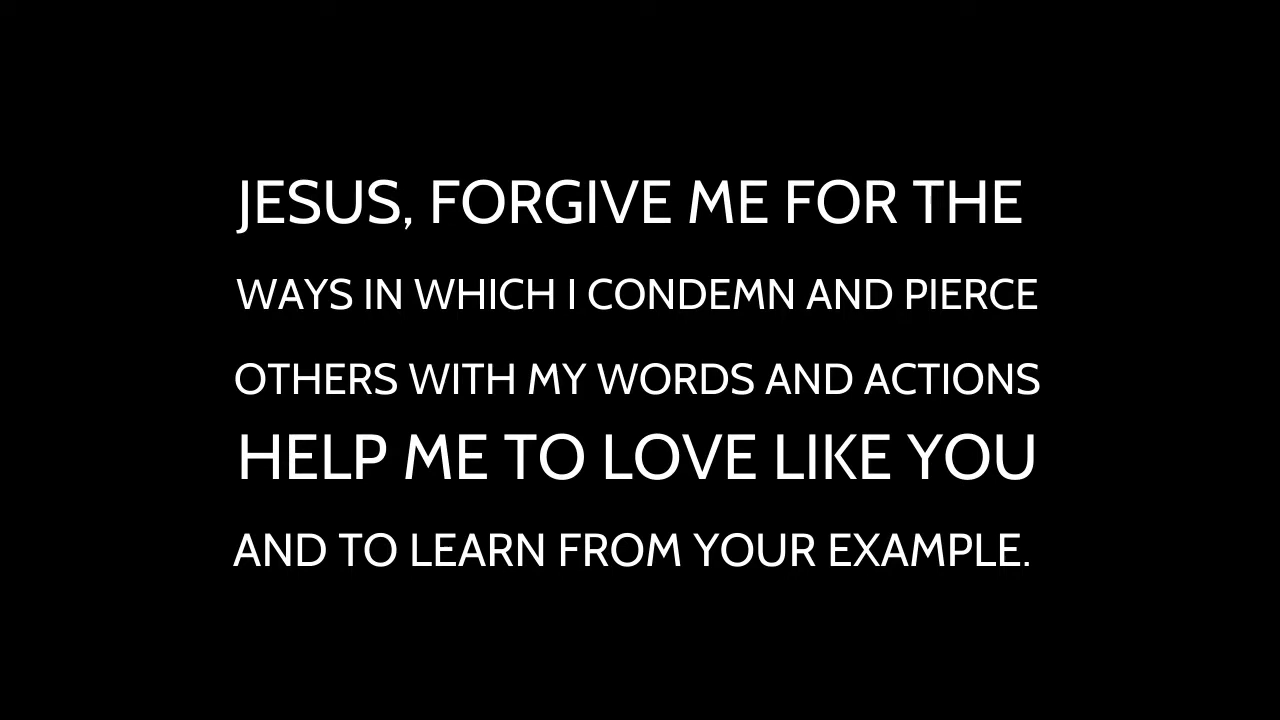 JESUS, FORGIVE ME FOR THE
WAYS IN WHICH I CONDEMN AND PIERCE
OTHERS WITH MY WORDS AND ACTIONS
HELP ME TO LOVE LIKE YOU
AND TO LEARN FROM YOUR EXAMPLE.